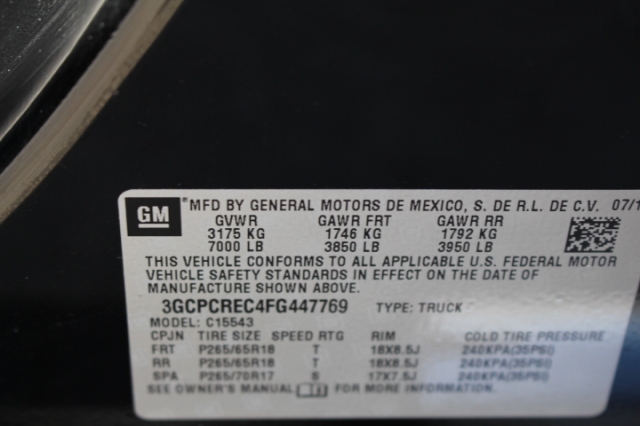 GM
®MFD BY GENERAL MOTORS DE MEXICO, S. DE R.L. DE C.V. 07/1
GVWR GAWR FRT GAWR RR
3175 KG 1746 KG 1792 KG
7000 LB 3850 LB 3950 LB
THIS VEHICLE CONFORMS TO ALL APPLICABLE U.S. FEDERAL MOTOR
VEHICLE SAFETY STANDARDS IN EFFECT ON THE DATE OF
MANUFACTURE SHOWN ABOVE.
3GCPCREC4FG447769 TYPE: TRUCK
MODEL: C15543
CPJN TIRE SIZE SPEED RTG RIM COLD TIRE PRESSURE
FRT P265/65R18 T 18X8.5J 240KPA(35PSI)
RR P265/65R18 T 18X8.5J 240KPA(35PSI)
SPA P265/70R17 S 17X7.5J 240KPA(35PSI)
SEE OWNER'S MANUAL FOR MORE INFORMATION